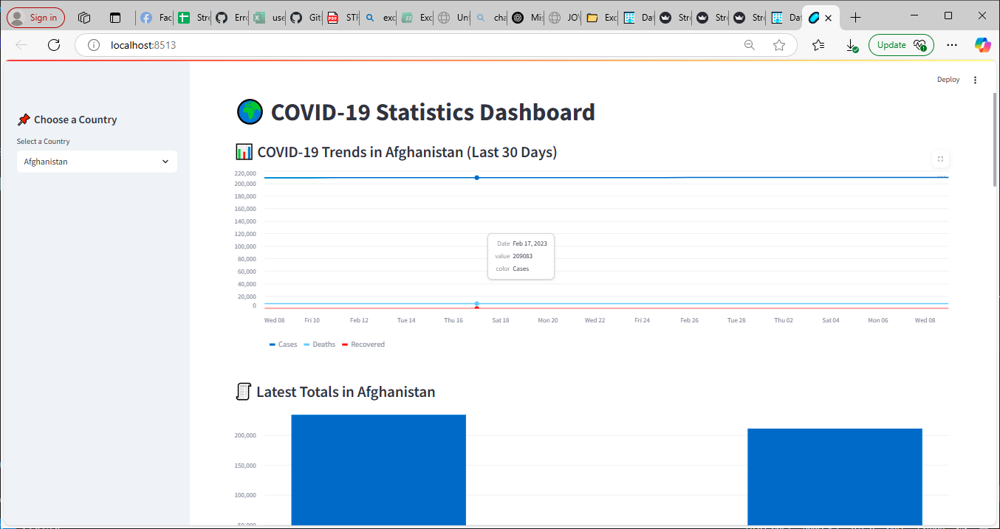 Sign in
Fac
Stre
Erro
use
Git
STF
exc
Exc
Un
cha
Mis
JOY
Exc
Dat
Stre
Stre
Stre
Dat
localhost:8513
Update
Deploy
Choose a Country
Select a Country
Afghanistan
COVID-19 Statistics Dashboard
COVID-19 Trends in Afghanistan (Last 30 Days)
220,000
200,000
180,000
160,000
140,000
120,000
100,000
80,000
60,000
40,000
20,000
0
Date Feb 17, 2023
value 209083
color Cases
Wed 08 Fri 10 Feb 12 Tue 14 Thu 16 Sat 18 Mon 20 Wed 22 Fri 24 Feb 26 Tue 28 Thu 02 Sat 04 Mon 06 Wed 08
Cases Deaths Recovered
Latest Totals in Afghanistan
200,000
150,000
100,000
50,000